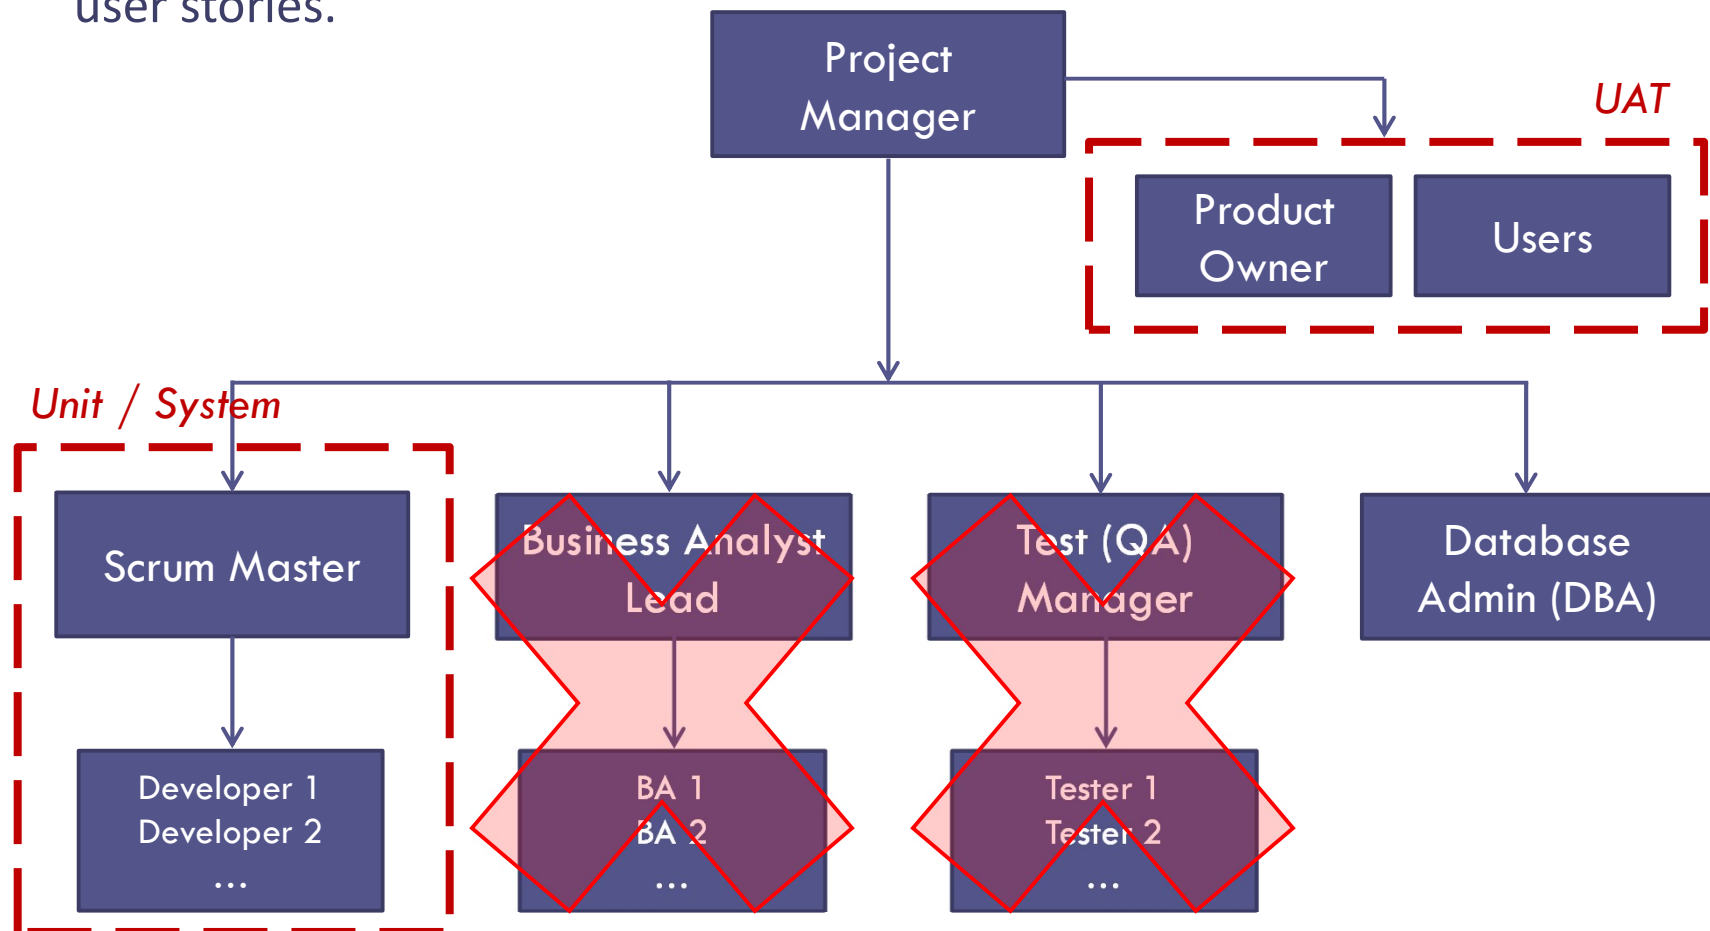 user stories.
Project
Manager
UAT
Product
Owner
Users
Unit / System
Scrum Master
Business Analyst
Lead
Test (QA)
Manager
Database
Admin (DBA)
Developer 1
Developer 2
...
BA 1
BA 2
...
Tester 1
Tester 2
...